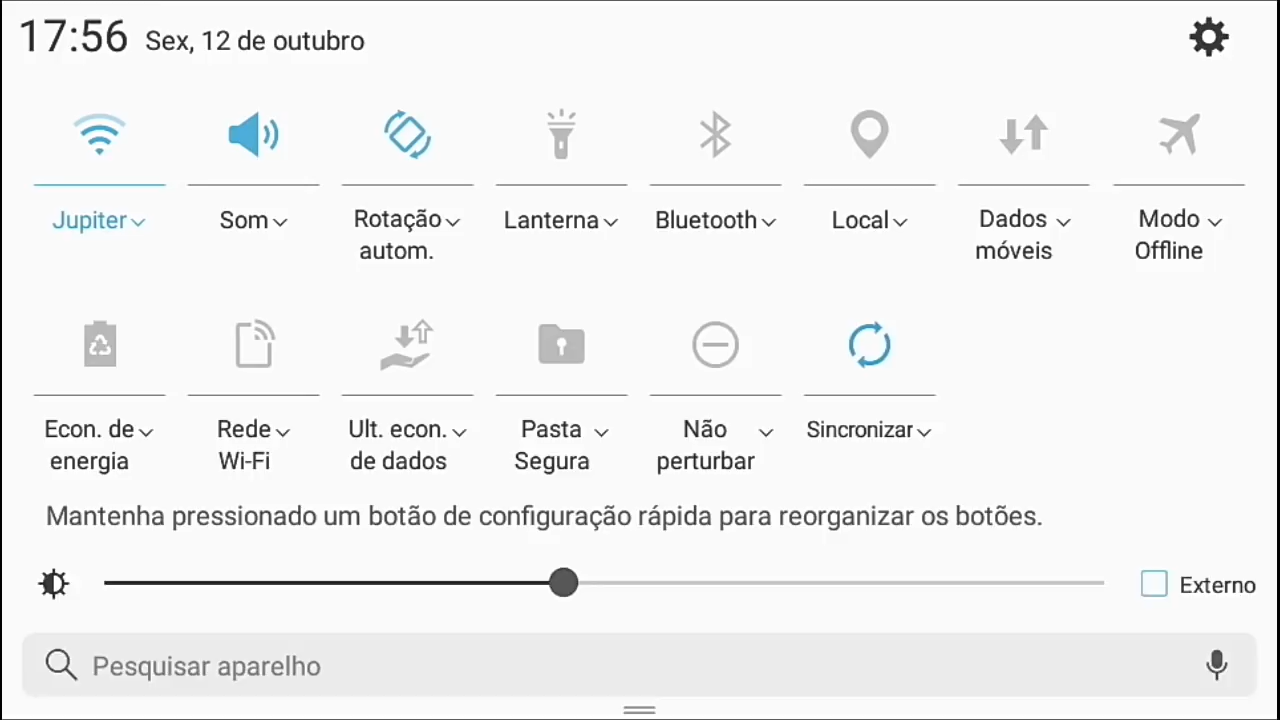 17:56 Sex, 12 de outubro
Jupiter Som Rotação Lanterna Bluetooth Local Dados Modo
autom. móveis Offline
Econ. de Rede Ult. econ. Pasta Não Sincronizar
energia Wi-Fi de dados Segura perturbar
Mantenha pressionado um botão de configuração rápida para reorganizar os botões.
Externo
Pesquisar aparelho